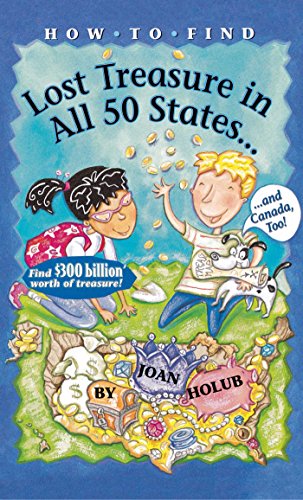 HOW·TO·FIND
Lost Treasure in
All 50 States...
...and
Canada,
Too!
Find $300 billion
worth of treasure!
BY
JOAN
HOLUB